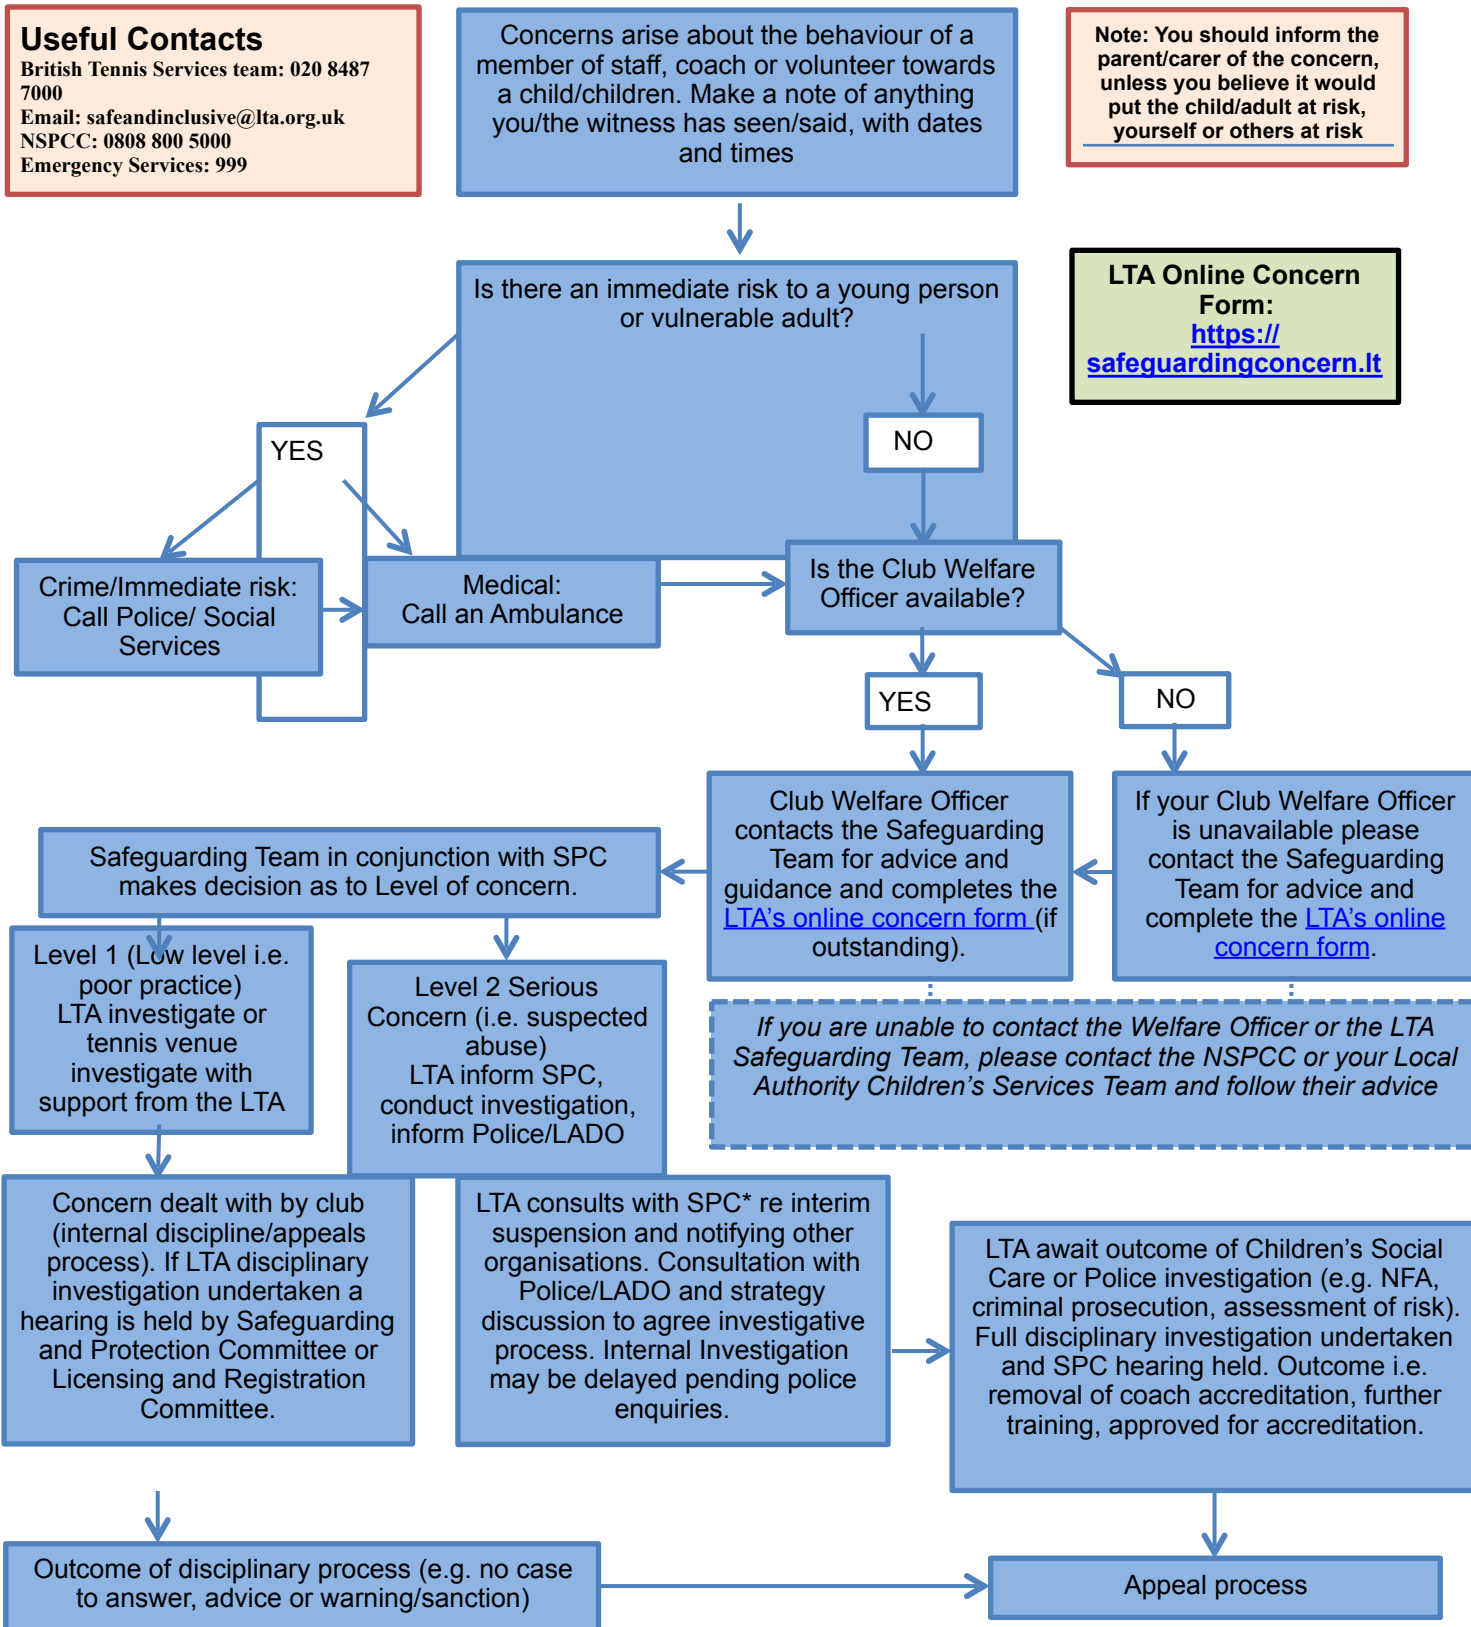 Useful Contacts
British Tennis Services team: 020 8487
7000
Email: safeandinclusive@lta.org.uk
NSPCC: 0808 800 5000
Emergency Services: 999
Concerns arise about the behaviour of a
member of staff, coach or volunteer towards
a child/children. Make a note of anything
you/the witness has seen/said, with dates
and times
Note: You should inform the
parent/carer of the concern,
unless you believe it would
put the child/adult at risk,
yourself or others at risk
Is there an immediate risk to a young person
or vulnerable adult?
LTA Online Concern
Form:
https://
safeguardingconcern.lt
YES
NO
Crime/Immediate risk:
Call Police/ Social
Services
Medical:
Call an Ambulance
Is the Club Welfare
Officer available?
YES
NO
Club Welfare Officer
contacts the Safeguarding
Team for advice and
guidance and completes the
LTA's online concern form (if
outstanding).
If your Club Welfare Officer
is unavailable please
contact the Safeguarding
Team for advice and
complete the LTA's online
concern form.
Safeguarding Team in conjunction with SPC
makes decision as to Level of concern.
Level 1 (Low level i.e.
poor practice)
LTA investigate or
tennis venue
investigate with
support from the LTA
Level 2 Serious
Concern (i.e. suspected
abuse)
LTA inform SPC,
conduct investigation,
inform Police/LADO
If you are unable to contact the Welfare Officer or the LTA
Safeguarding Team, please contact the NSPCC or your Local
Authority Children's Services Team and follow their advice
Concern dealt with by club
(internal discipline/appeals
process). If LTA disciplinary
investigation undertaken a
hearing is held by Safeguarding
and Protection Committee or
Licensing and Registration
Committee.
LTA consults with SPC* re interim
suspension and notifying other
organisations. Consultation with
Police/LADO and strategy
discussion to agree investigative
process. Internal Investigation
may be delayed pending police
enquiries.
LTA await outcome of Children's Social
Care or Police investigation (e.g. NFA,
criminal prosecution, assessment of risk).
Full disciplinary investigation undertaken
and SPC hearing held. Outcome i.e.
removal of coach accreditation, further
training, approved for accreditation.
Outcome of disciplinary process (e.g. no case
to answer, advice or warning/sanction)
Appeal process